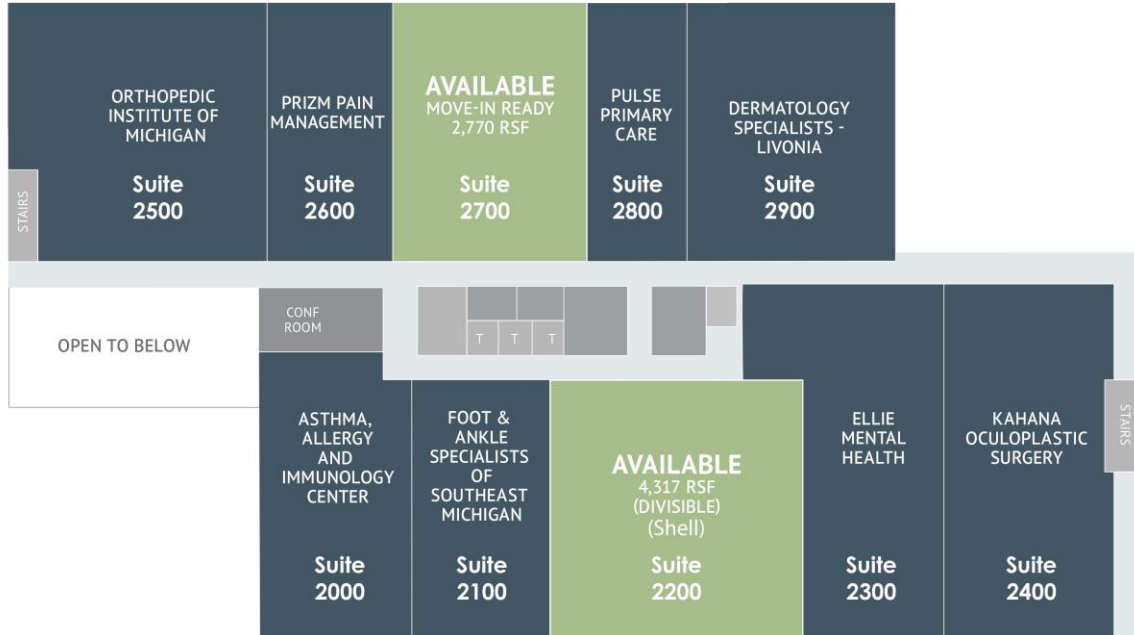 ORTHOPEDIC
INSTITUTE OF
MICHIGAN
Suite
2500
PRIZM PAIN
MANAGEMENT
Suite
2600
AVAILABLE
MOVE-IN READY
2,770 RSF
Suite
2700
PULSE
PRIMARY
CARE
Suite
2800
DERMATOLOGY
SPECIALISTS -
LIVONIA
Suite
2900
STAIRS
OPEN TO BELOW
CONF
ROOM
T
T
T
ASTHMA,
ALLERGY
AND
IMMUNOLOGY
CENTER
Suite
2000
FOOT &
ANKLE
SPECIALISTS
OF
SOUTHEAST
MICHIGAN
Suite
2100
AVAILABLE
4,317 RSF
(DIVISIBLE)
(Shell)
Suite
2200
ELLIE
MENTAL
HEALTH
Suite
2300
KAHANA
OCULOPLASTIC
SURGERY
Suite
2400
STAIRS